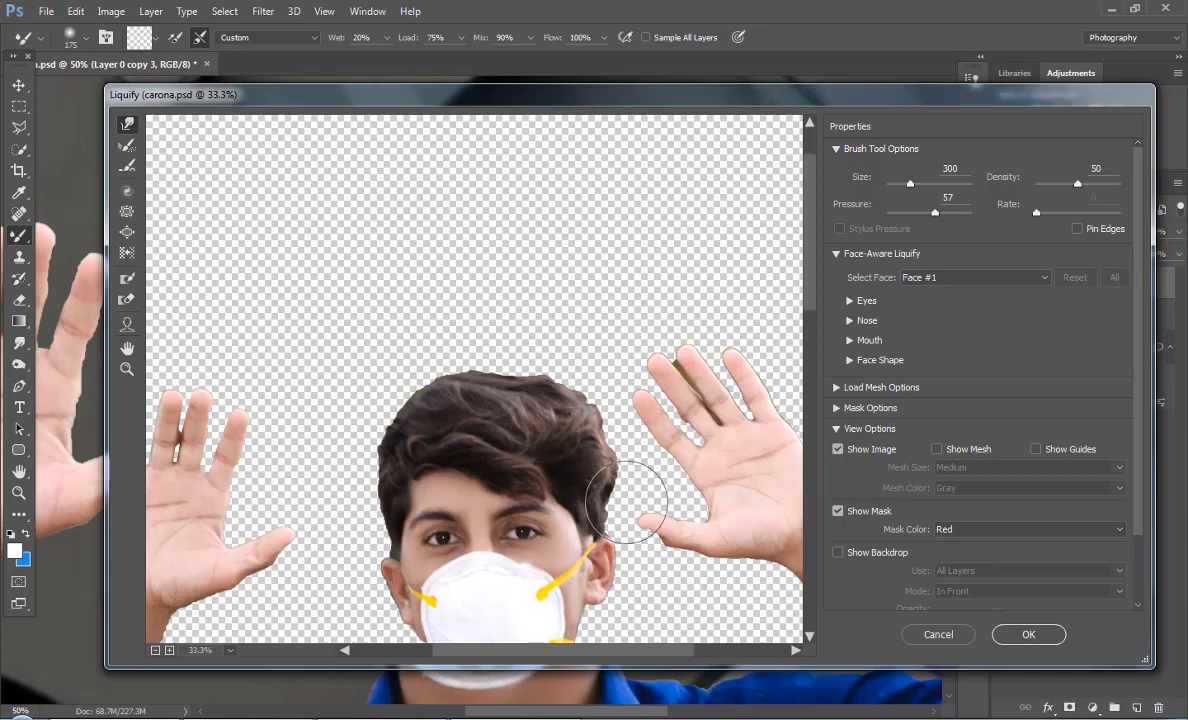 Ps File Edit Image Layer Type Select Filter 3D View Window Help
175 Custom Wet: 20% Load: 75% Mix: 90% Flow: 100% Sample All Layers Photography
.psd @ 50% (Layer 0 copy 3, RGB/8) * ×
Libraries Adjustments
Liquify (carona.psd @ 33.3%)
Properties
Brush Tool Options
Size: 300 Density: 50
Pressure: 57 Rate: 0
Stylus Pressure Pin Edges
Face-Aware Liquify
Select Face: Face #1 Reset All
Eyes
Nose
Mouth
Face Shape
Load Mesh Options
Mask Options
View Options
Show Image Show Mesh Show Guides
Mesh Size: Medium
Mesh Color: Gray
Show Mask
Mask Color: Red
Show Backdrop
Use: All Layers
Mode: In Front
Opacity:
Cancel OK
33.3%
50% Doc: 68.7M/227.3M
fx